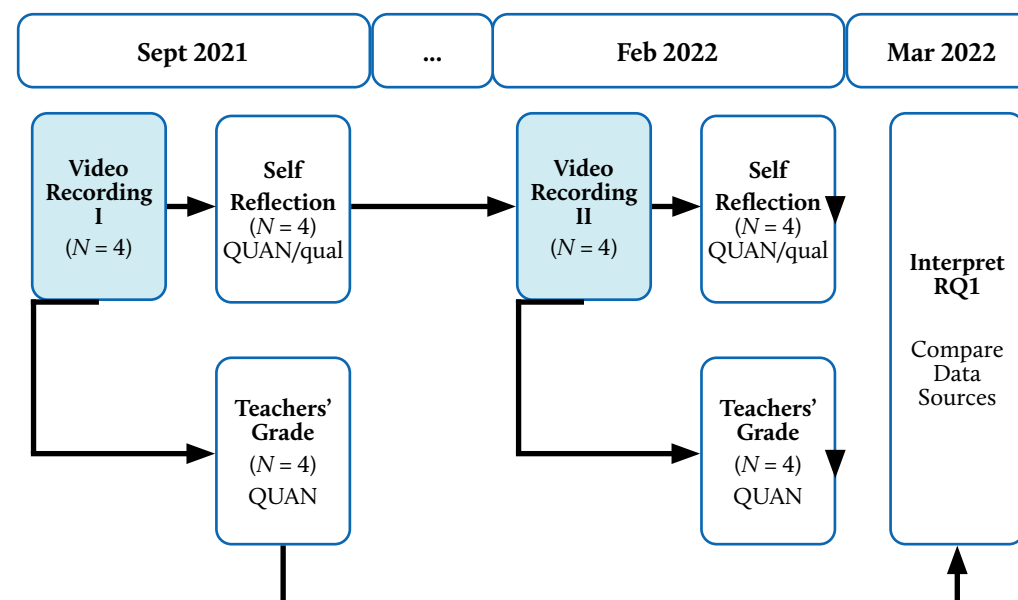 Sept 2021
...
Feb 2022
Mar 2022
Video
Recording
I
(N = 4)
Self
Reflection
(N = 4)
QUAN/qual
Video
Recording
II
(N = 4)
Self
Reflection
(N = 4)
QUAN/qual
Interpret
RQ1
Compare
Data
Sources
Teachers’
Grade
(N = 4)
QUAN
Teachers’
Grade
(N = 4)
QUAN